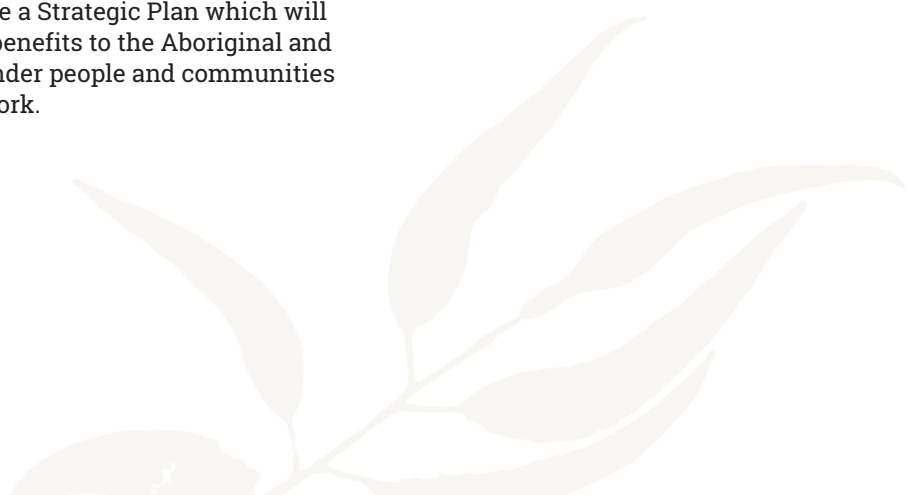 e a Strategic Plan which will
benefits to the Aboriginal and
nder people and communities
ork.